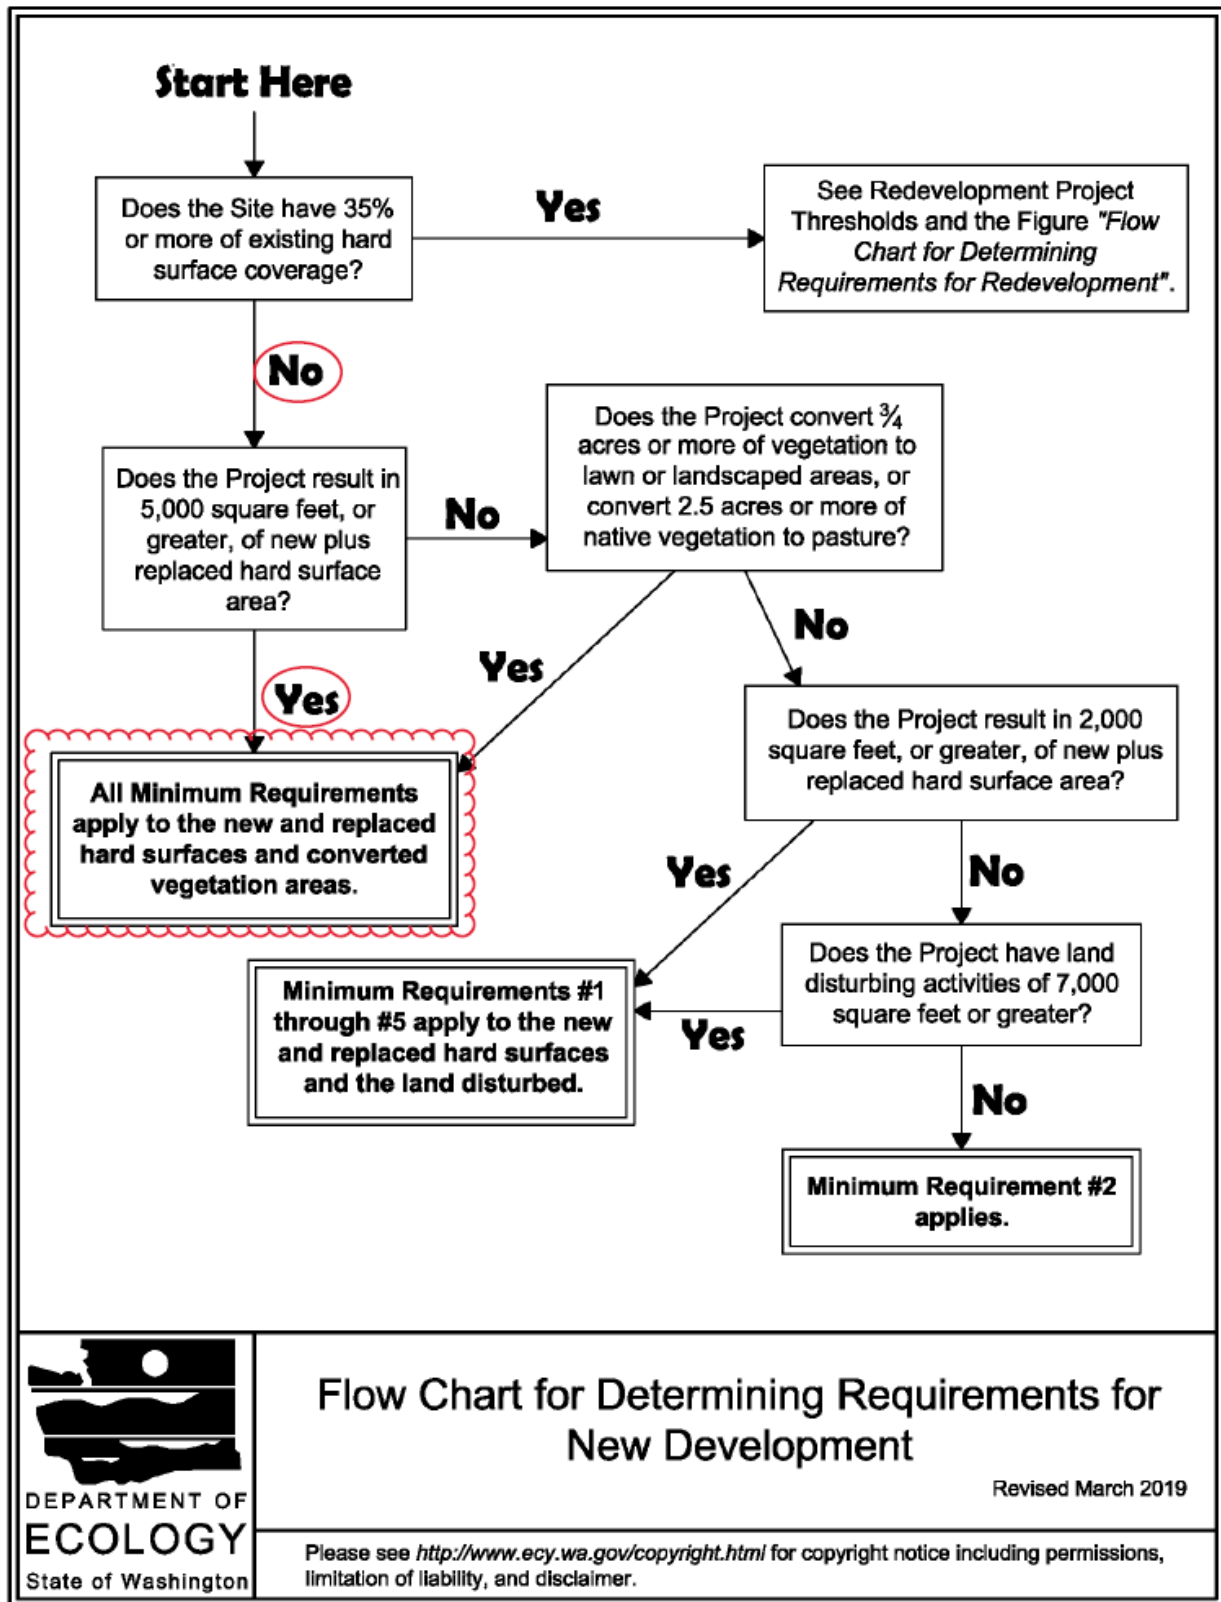 Start Here
Does the Site have 35%
or more of existing hard
surface coverage?
Yes
See Redevelopment Project
Thresholds and the Figure "Flow
Chart for Determining
Requirements for Redevelopment".
No
Does the Project result in
5,000 square feet, or
greater, of new plus
replaced hard surface
area?
No
Does the Project convert ¾
acres or more of vegetation to
lawn or landscaped areas, or
convert 2.5 acres or more of
native vegetation to pasture?
Yes
Yes
No
All Minimum Requirements
apply to the new and replaced
hard surfaces and converted
vegetation areas.
Does the Project result in 2,000
square feet, or greater, of new plus
replaced hard surface area?
Yes
No
Minimum Requirements #1
through #5 apply to the new
and replaced hard surfaces
and the land disturbed.
Yes
Does the Project have land
disturbing activities of 7,000
square feet or greater?
No
Minimum Requirement #2
applies.
DEPARTMENT OF
ECOLOGY
State of Washington
Flow Chart for Determining Requirements for
New Development
Revised March 2019
Please see http://www.ecy.wa.gov/copyright.html for copyright notice including permissions,
limitation of liability, and disclaimer.